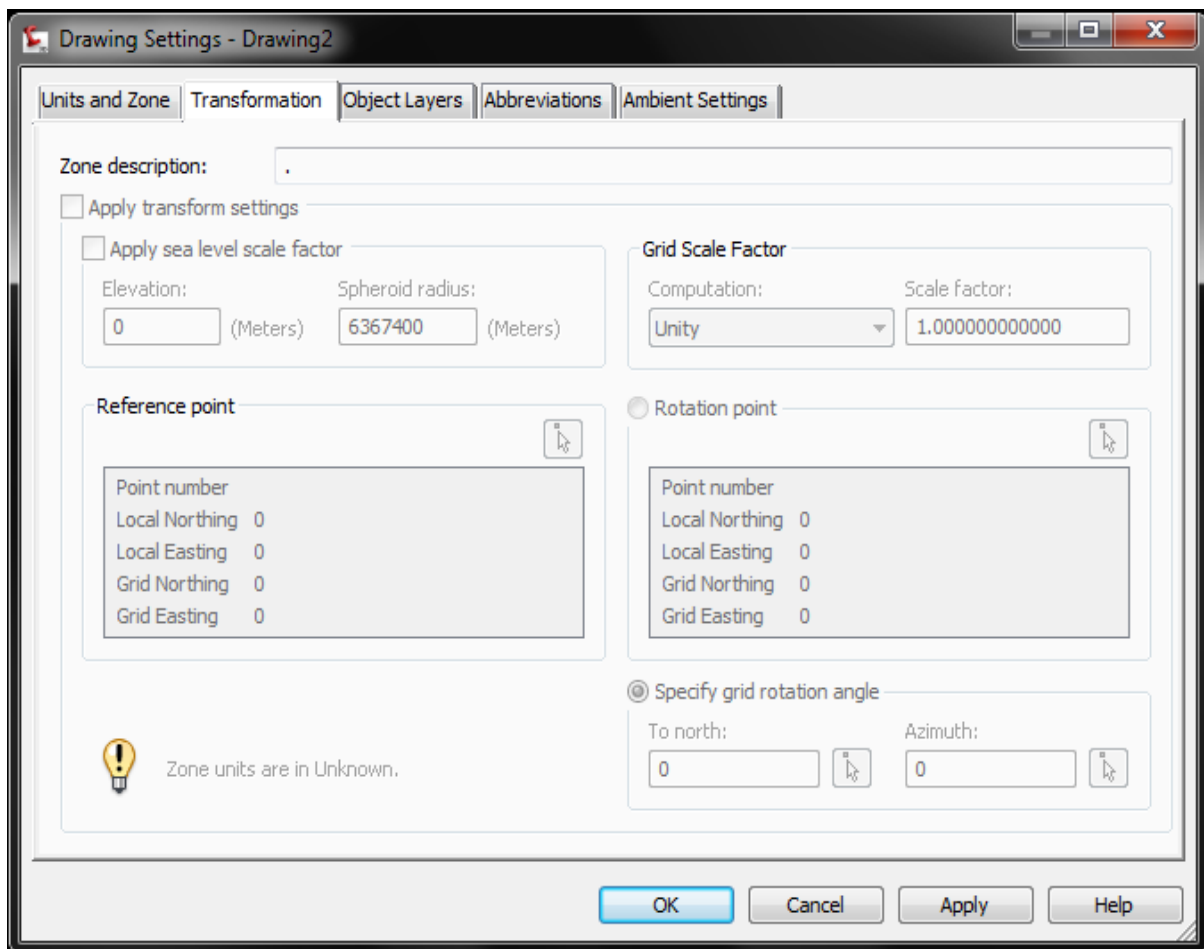 Drawing Settings - Drawing2
Units and Zone Transformation Object Layers Abbreviations Ambient Settings
Zone description: .
Apply transform settings
Apply sea level scale factor
Elevation: Spheroid radius:
0 (Meters) 6367400 (Meters)
Grid Scale Factor
Computation: Scale factor:
Unity 1.000000000000
Reference point
Point number
Local Northing 0
Local Easting 0
Grid Northing 0
Grid Easting 0
Rotation point
Point number
Local Northing 0
Local Easting 0
Grid Northing 0
Grid Easting 0
Zone units are in Unknown.
Specify grid rotation angle
To north: Azimuth:
0 0
OK Cancel Apply Help